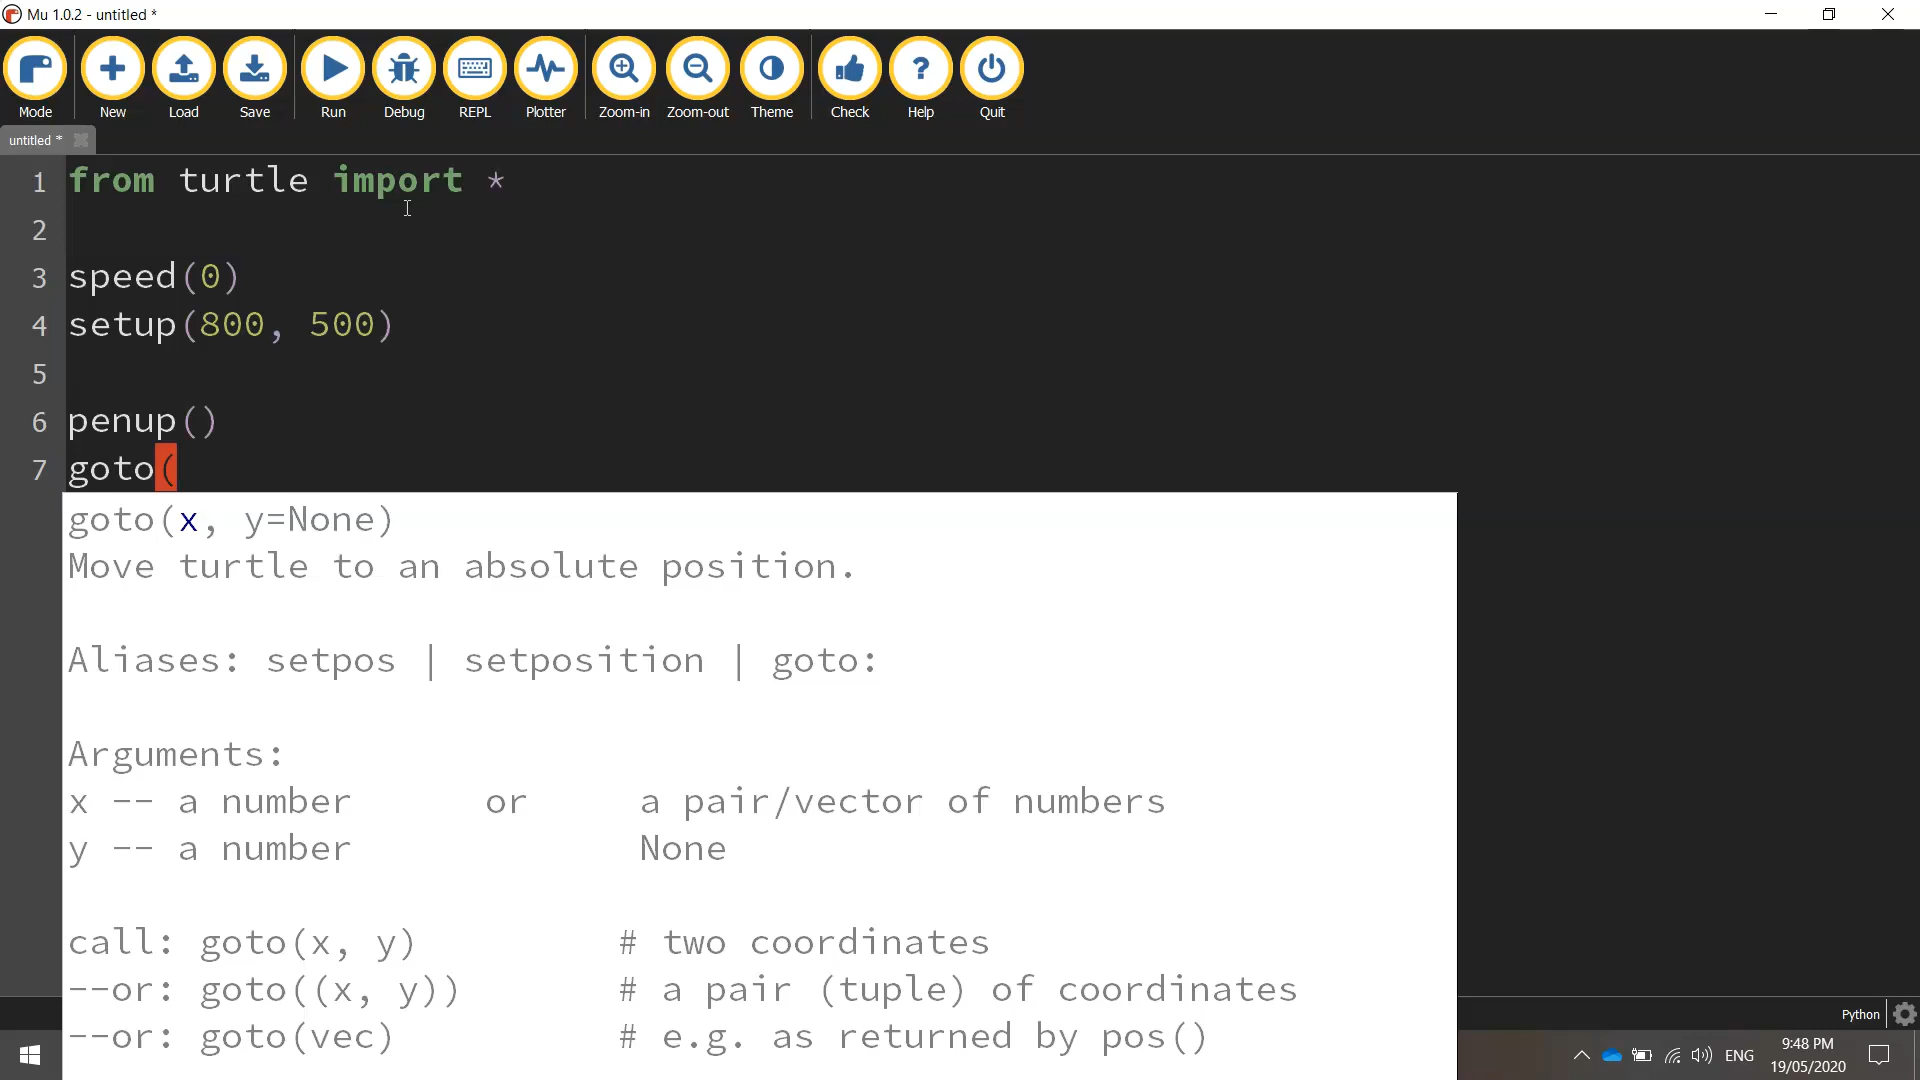 Mu 1.0.2 - untitled *
Mode New Load Save Run Debug REPL Plotter Zoom-in Zoom-out Theme Check Help Quit
untitled *
1 from turtle import *
2
3 speed(0)
4 setup(800, 500)
5
6 penup()
7 goto(
goto(x, y=None)
Move turtle to an absolute position.
Aliases: setpos | setposition | goto:
Arguments:
x -- a number or a pair/vector of numbers
y -- a number None
call: goto(x, y) # two coordinates
--or: goto((x, y)) # a pair (tuple) of coordinates
--or: goto(vec) # e.g. as returned by pos()
Python
ENG
9:48 PM
19/05/2020